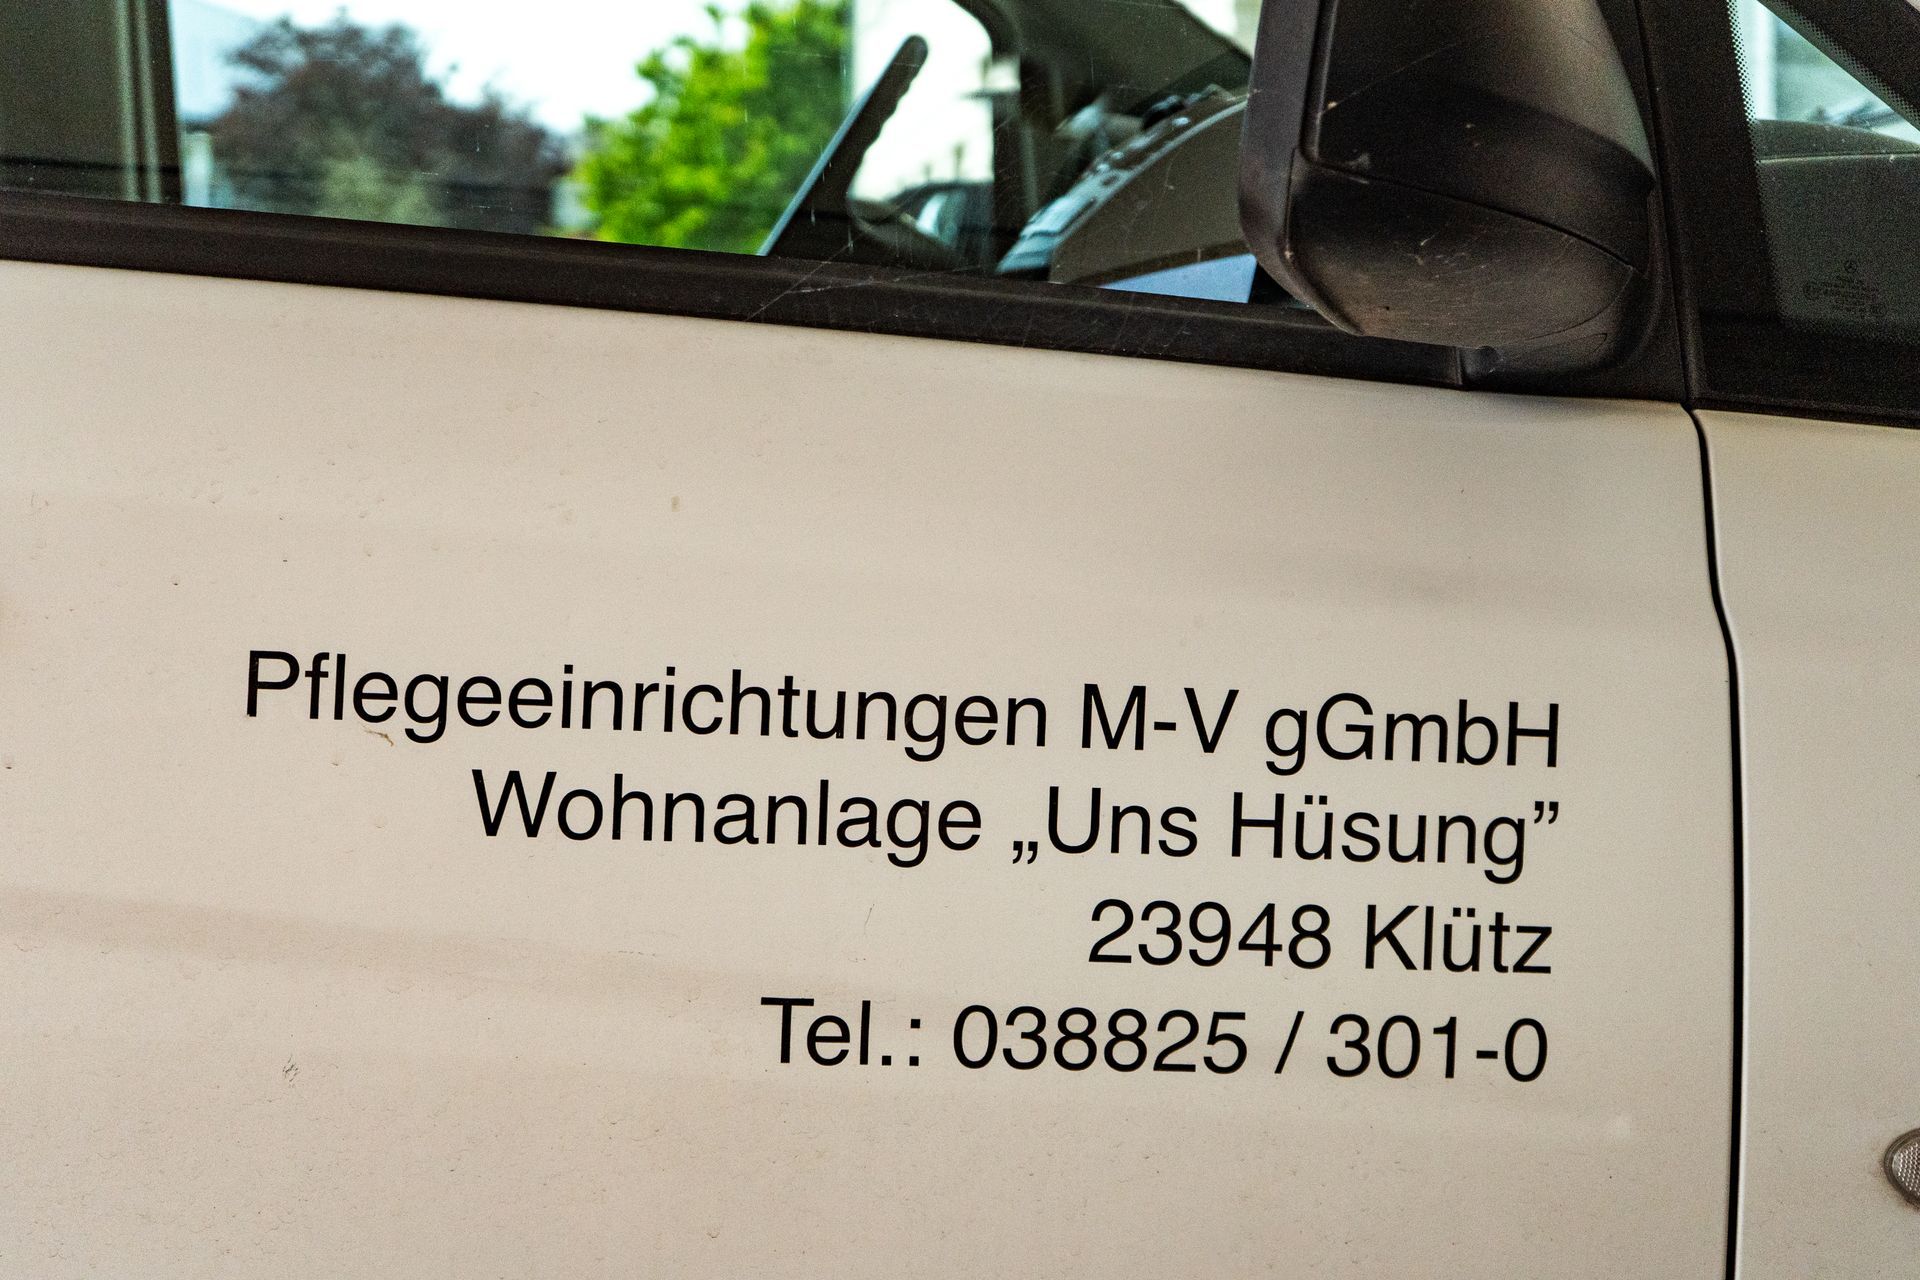 Pflegeeinrichtungen M-V gGmbH
Wohnanlage „Uns Hüsung”
23948 Klütz
Tel.: 038825 / 301-0